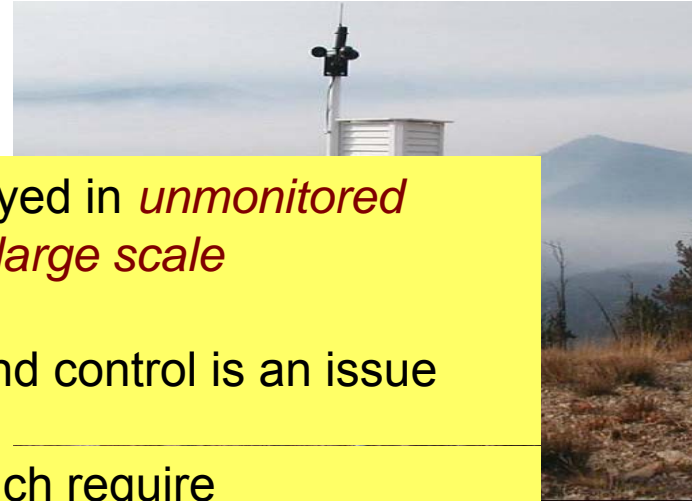 yed in unmonitored
large scale
nd control is an issue
ch require